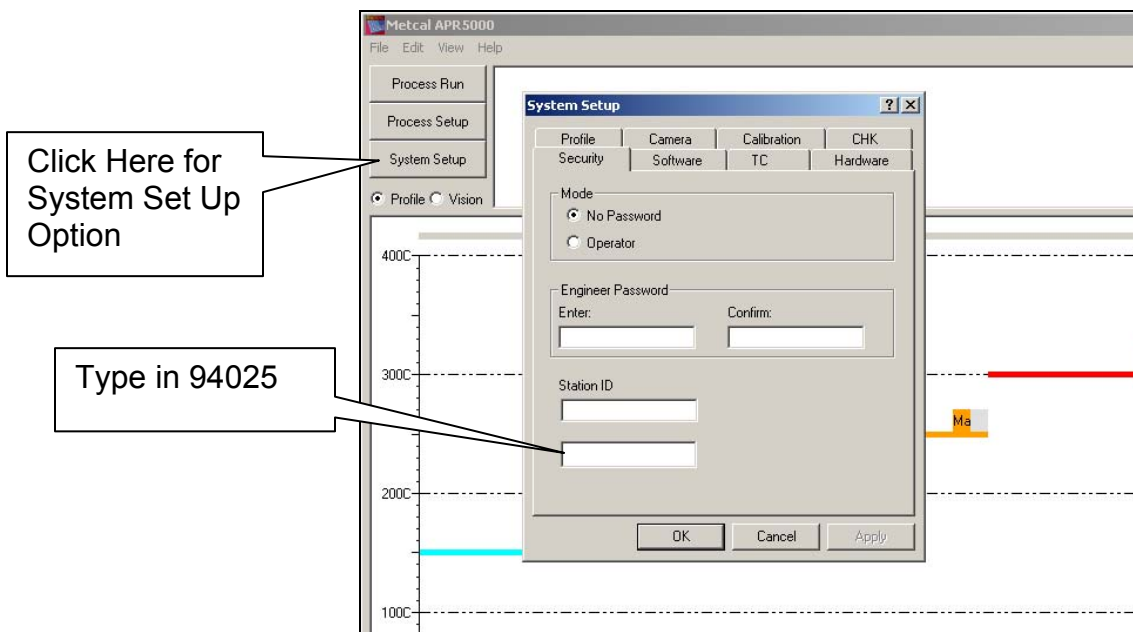 Metcal APR5000
File Edit View Help
Process Run
Process Setup
System Setup
Profile Vision
Click Here for
System Set Up
Option
System Setup
Profile Camera Calibration CHK
Security Software TC Hardware
Mode
No Password
Operator
Engineer Password
Enter: Confirm:
Station ID
OK Cancel Apply
Type in 94025
400C
300C
Ma
200C
100C